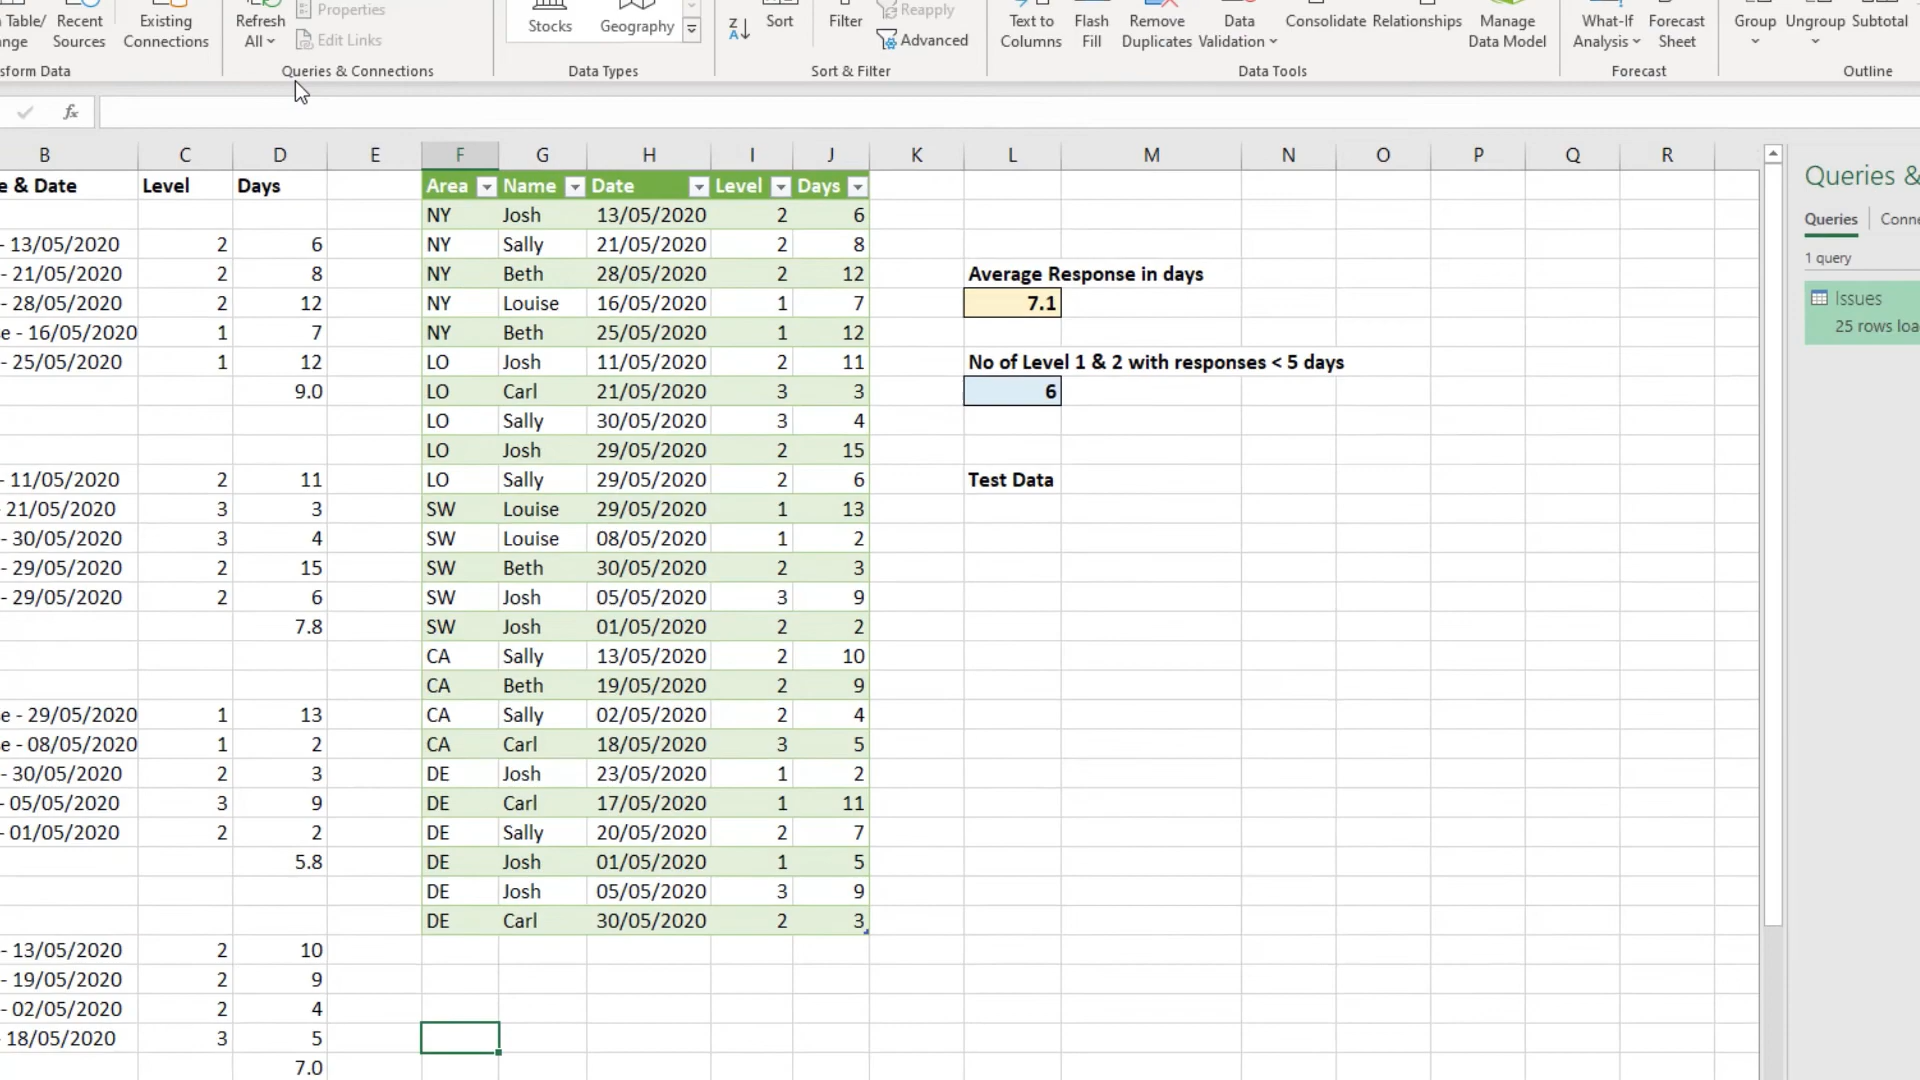 n Table/ Recent Existing Refresh Properties Stocks Geography Sort Filter Reapply Text to Flash Remove Data Consolidate Relationships Manage What-If Forecast Group Ungroup Subtotal
nge Sources Connections All Edit Links Z A Advanced Columns Fill Duplicates Validation Data Model Analysis Sheet
sform Data Queries & Connections Data Types Sort & Filter Data Tools Forecast Outline
fx
B C D E F G H I J K L M N O P Q R Queries &
e & Date Level Days Area Name Date Level Days
NY Josh 13/05/2020 2 6 Queries Conne
- 13/05/2020 2 6 NY Sally 21/05/2020 2 8 1 query
- 21/05/2020 2 8 NY Beth 28/05/2020 2 12 Average Response in days
- 28/05/2020 2 12 NY Louise 16/05/2020 1 7 7.1 Issues
e - 16/05/2020 1 7 NY Beth 25/05/2020 1 12 25 rows loa
- 25/05/2020 1 12 LO Josh 11/05/2020 2 11 No of Level 1 & 2 with responses < 5 days
9.0 LO Carl 21/05/2020 3 3 6
LO Sally 30/05/2020 3 4
LO Josh 29/05/2020 2 15
- 11/05/2020 2 11 LO Sally 29/05/2020 2 6 Test Data
- 21/05/2020 3 3 SW Louise 29/05/2020 1 13
- 30/05/2020 3 4 SW Louise 08/05/2020 1 2
- 29/05/2020 2 15 SW Beth 30/05/2020 2 3
- 29/05/2020 2 6 SW Josh 05/05/2020 3 9
7.8 SW Josh 01/05/2020 2 2
CA Sally 13/05/2020 2 10
CA Beth 19/05/2020 2 9
e - 29/05/2020 1 13 CA Sally 02/05/2020 2 4
e - 08/05/2020 1 2 CA Carl 18/05/2020 3 5
- 30/05/2020 2 3 DE Josh 23/05/2020 1 2
- 05/05/2020 3 9 DE Carl 17/05/2020 1 11
- 01/05/2020 2 2 DE Sally 20/05/2020 2 7
5.8 DE Josh 01/05/2020 1 5
DE Josh 05/05/2020 3 9
DE Carl 30/05/2020 2 3
- 13/05/2020 2 10
- 19/05/2020 2 9
- 02/05/2020 2 4
18/05/2020 3 5
7.0